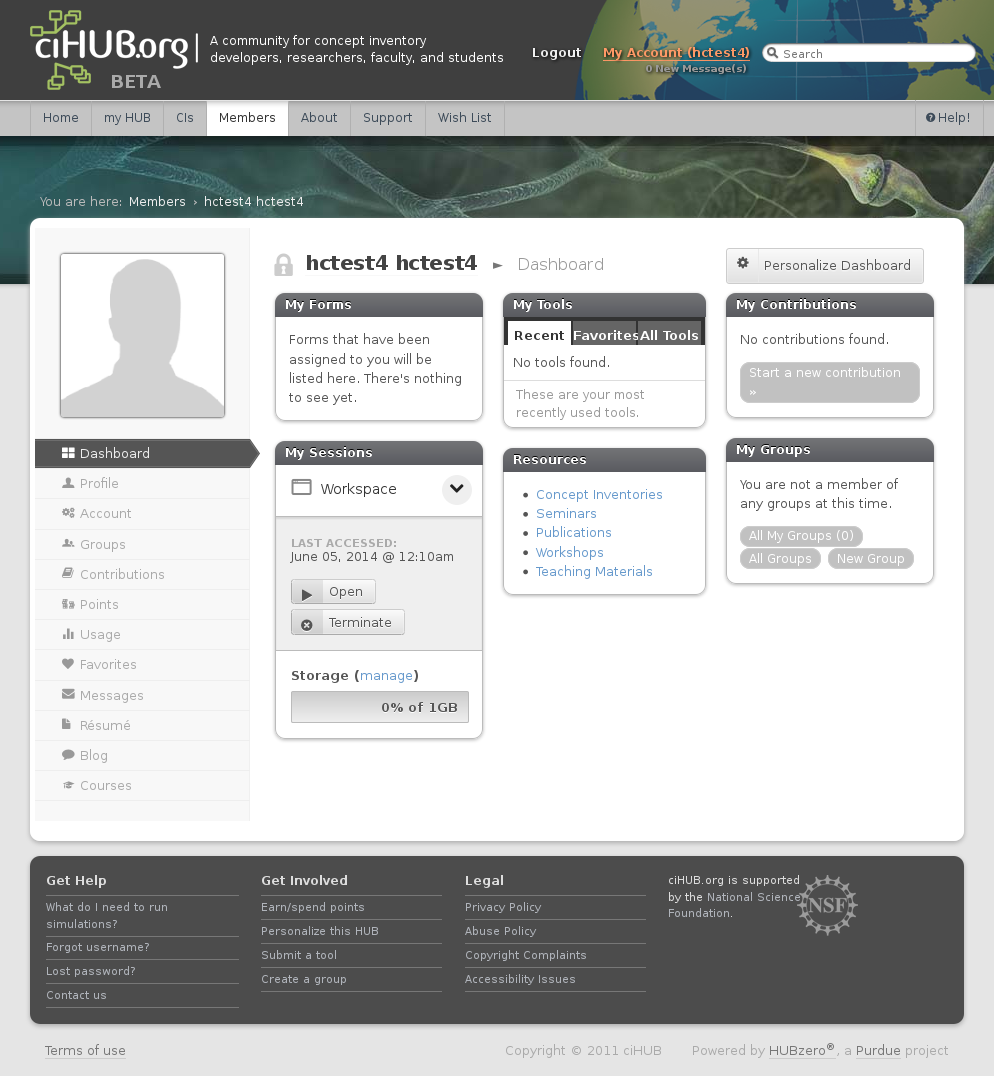 ciHUB.org
BETA
A community for concept inventory
developers, researchers, faculty, and students
Logout
My Account (hctest4)
0 New Message(s)
Search
Home
my HUB
CIs
Members
About
Support
Wish List
Help!
You are here: Members › hctest4 hctest4
hctest4 hctest4 ► Dashboard
Personalize Dashboard
Dashboard
Profile
Account
Groups
Contributions
Points
Usage
Favorites
Messages
Résumé
Blog
Courses
My Forms
Forms that have been
assigned to you will be
listed here. There's nothing
to see yet.
My Sessions
Workspace
LAST ACCESSED:
June 05, 2014 @ 12:10am
Open
Terminate
Storage (manage)
0% of 1GB
My Tools
Recent
Favorites
All Tools
No tools found.
These are your most
recently used tools.
Resources
• Concept Inventories
• Seminars
• Publications
• Workshops
• Teaching Materials
My Contributions
No contributions found.
Start a new contribution
»
My Groups
You are not a member of
any groups at this time.
All My Groups (0)
All Groups
New Group
Get Help
What do I need to run
simulations?
Forgot username?
Lost password?
Contact us
Get Involved
Earn/spend points
Personalize this HUB
Submit a tool
Create a group
Legal
Privacy Policy
Abuse Policy
Copyright Complaints
Accessibility Issues
ciHUB.org is supported
by the National Science
Foundation.
NSF
Terms of use
Copyright © 2011 ciHUB
Powered by HUBzero®, a Purdue project